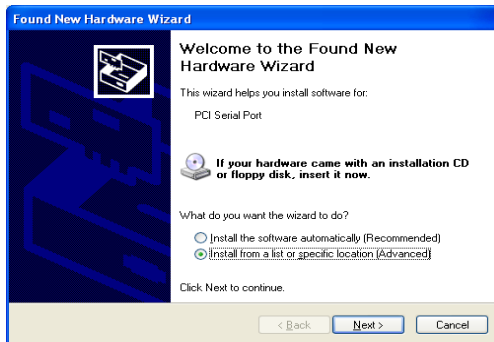 Found New Hardware Wizard
Welcome to the Found New
Hardware Wizard
This wizard helps you install software for:
PCI Serial Port
If your hardware came with an installation CD
or floppy disk, insert it now.
What do you want the wizard to do?
Install the software automatically (Recommended)
Install from a list or specific location (Advanced)
Click Next to continue.
< Back Next > Cancel